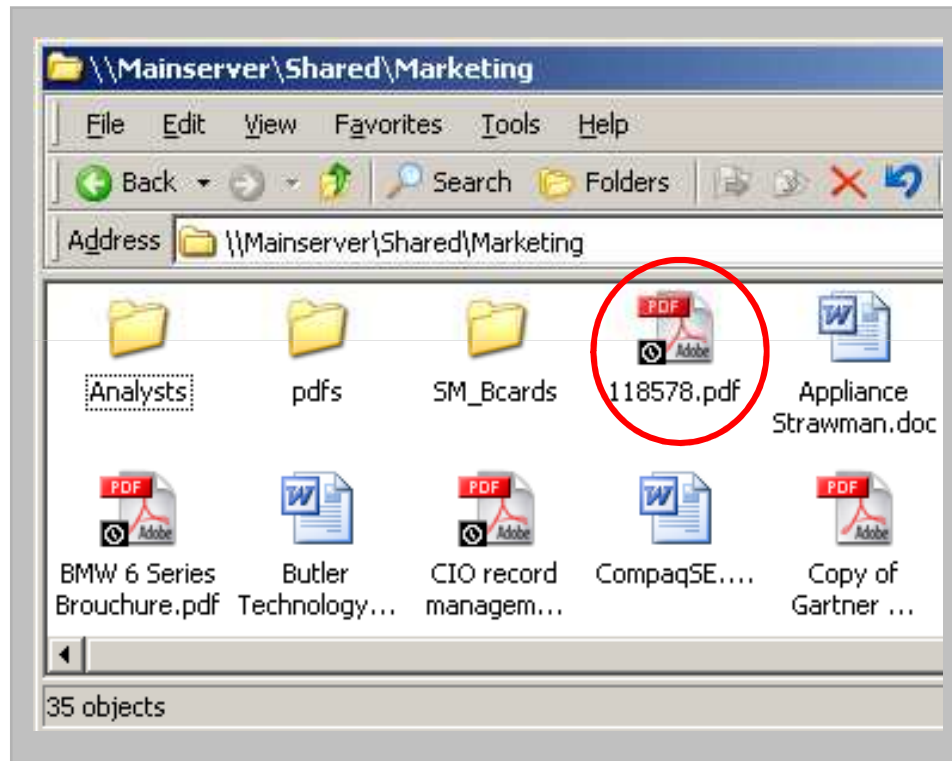 \\Mainserver\Shared\Marketing
File Edit View Favorites Tools Help
Back Search Folders
Address \\Mainserver\Shared\Marketing
PDF
Adobe
W
Analysts pdfs SM_Bcards 118578.pdf Appliance
Strawman.doc
PDF
Adobe
W
PDF
Adobe
W
PDF
Adobe
BMW 6 Series Butler CIO record CompaqSE.... Copy of
Brouchure.pdf Technology... managem... Gartner ...
35 objects